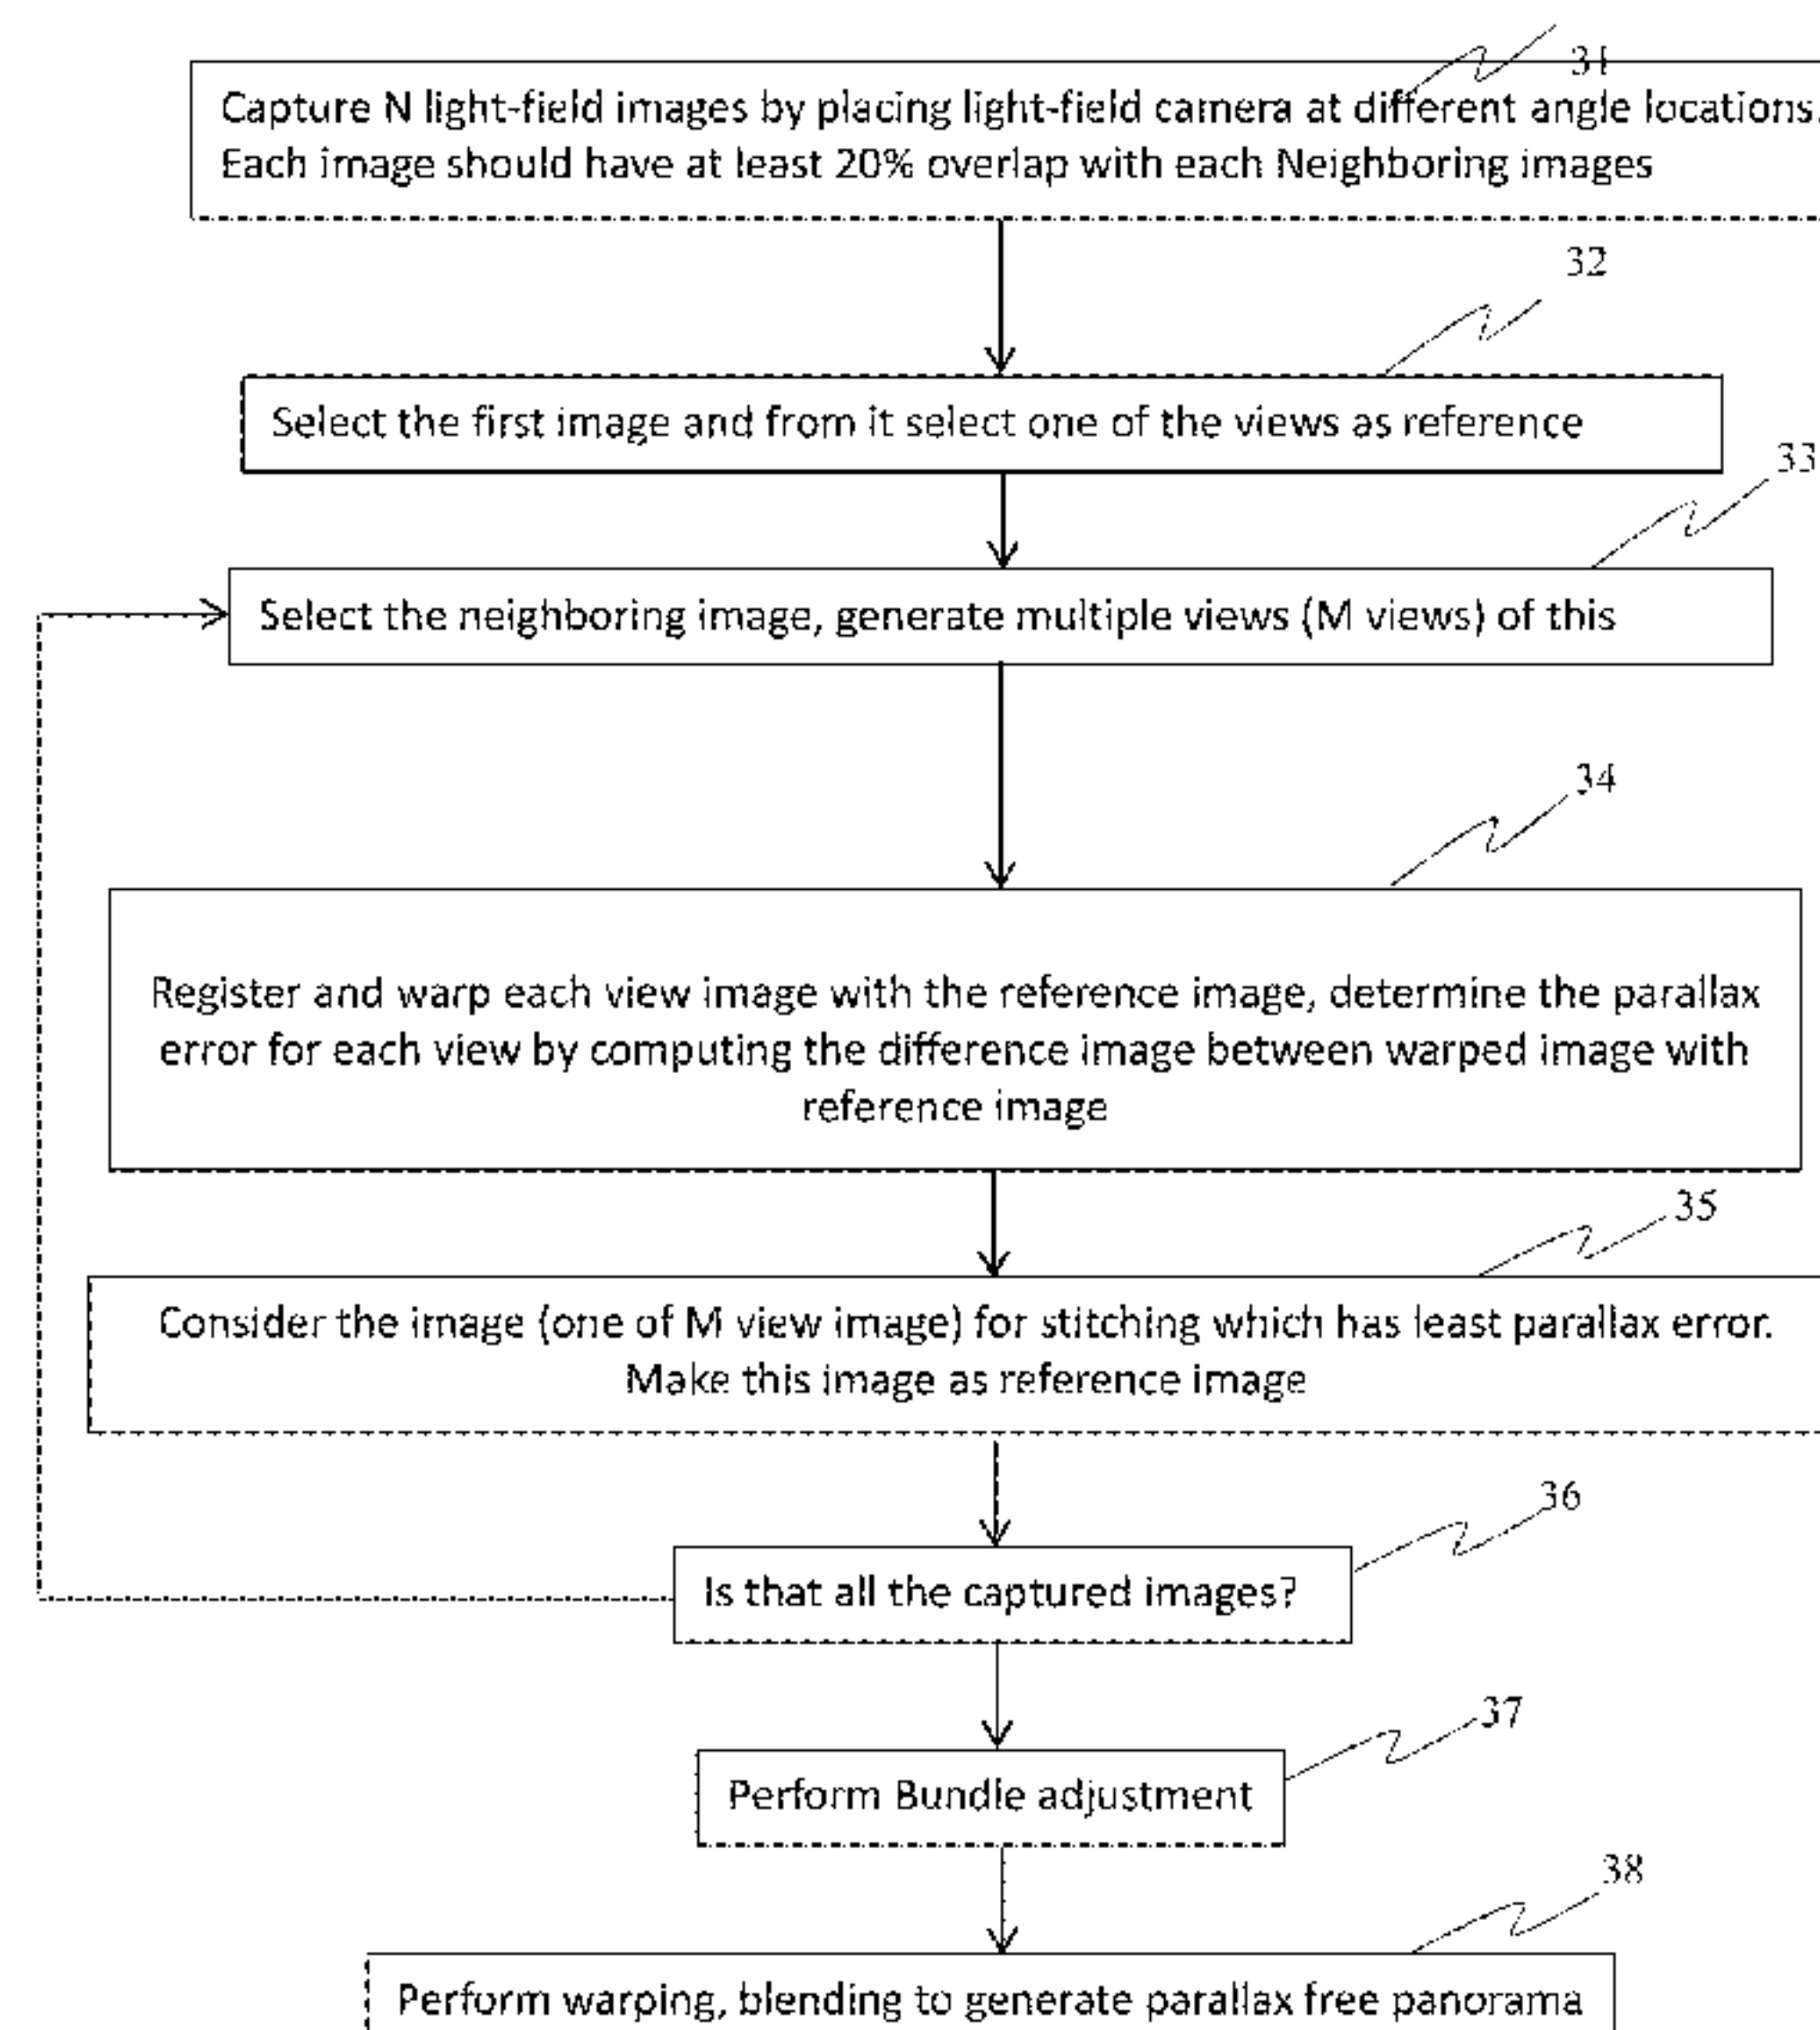 31
Capture N light-field images by placing light-field camera at different angle locations.
Each image should have at least 20% overlap with each Neighboring images
32
Select the first image and from it select one of the views as reference
33
Select the neighboring image, generate multiple views (M views) of this
34
Register and warp each view image with the reference image, determine the parallax
error for each view by computing the difference image between warped image with
reference image
35
Consider the image (one of M view image) for stitching which has least parallax error.
Make this image as reference image
36
Is that all the captured images?
37
Perform Bundle adjustment
38
Perform warping, blending to generate parallax free panorama